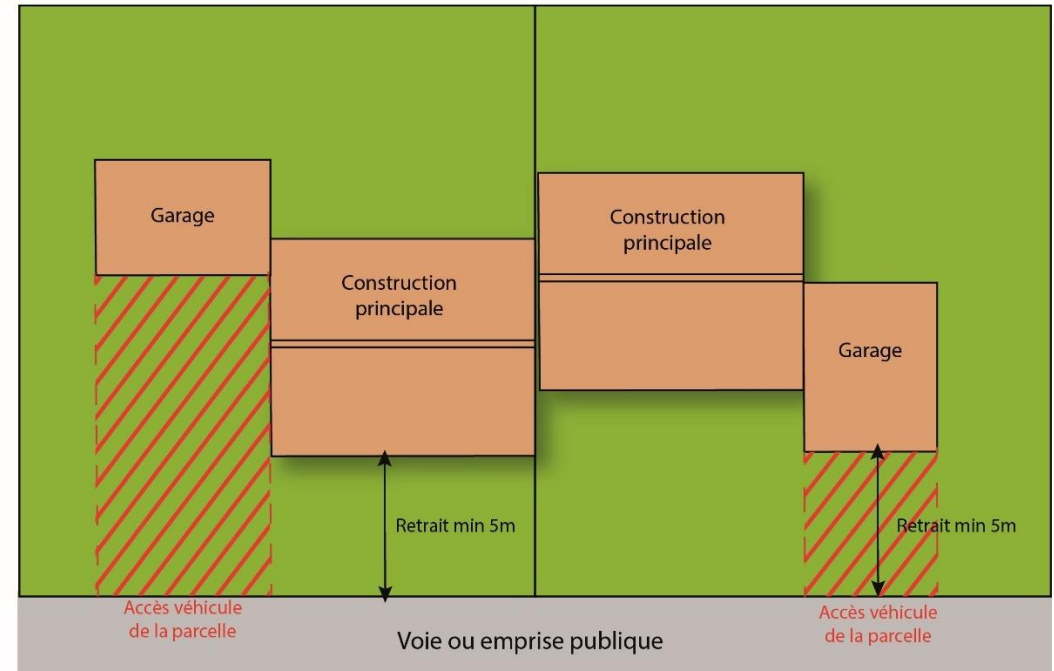 Garage
Construction
principale
Construction
principale
Garage
Retrait min 5m
Retrait min 5m
Accès véhicule
de la parcelle
Voie ou emprise publique
Accès véhicule
de la parcelle